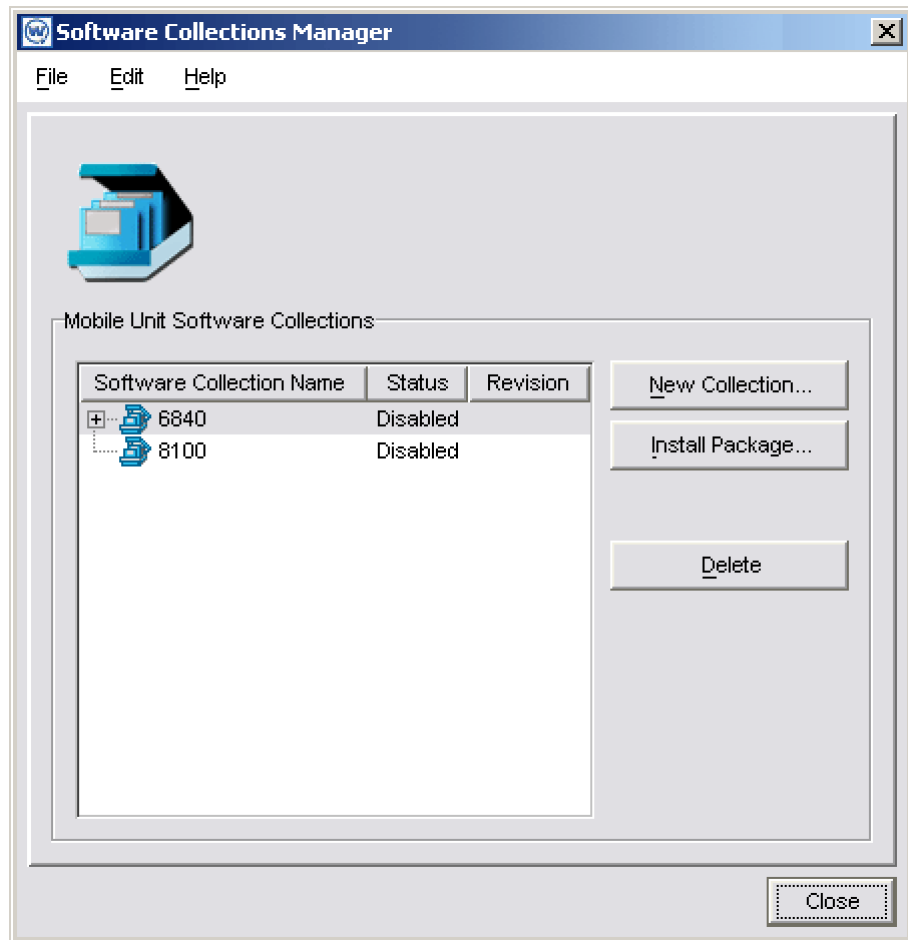 Software Collections Manager
File Edit Help
Mobile Unit Software Collections
Software Collection Name Status Revision
6840 Disabled
8100 Disabled
New Collection...
Install Package...
Delete
Close